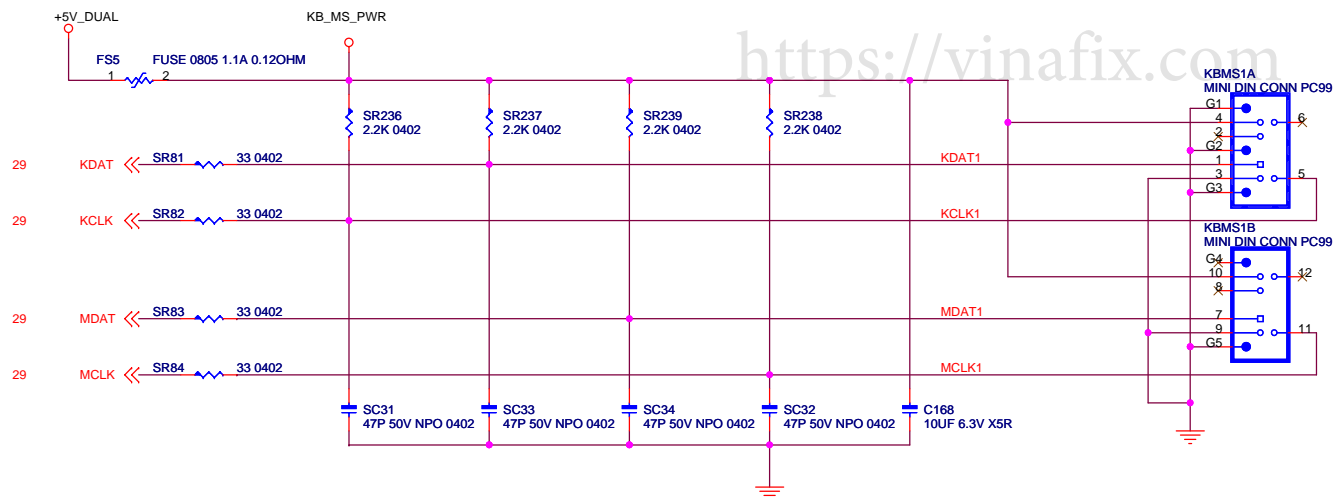 +5V_DUAL
KB_MS_PWR
https://vinafix.com
FS5
FUSE 0805 1.1A 0.12OHM
1
2
KBMS1A
MINI DIN CONN PC99
SR236
2.2K 0402
SR237
2.2K 0402
SR239
2.2K 0402
SR238
2.2K 0402
G1
4
6
2
G2
1
3
5
G3
29
KDAT
SR81
33 0402
KDAT1
29
KCLK
SR82
33 0402
KCLK1
KBMS1B
MINI DIN CONN PC99
G4
10
12
8
7
9
11
G5
29
MDAT
SR83
33 0402
MDAT1
29
MCLK
SR84
33 0402
MCLK1
SC31
47P 50V NPO 0402
SC33
47P 50V NPO 0402
SC34
47P 50V NPO 0402
SC32
47P 50V NPO 0402
C168
10UF 6.3V X5R